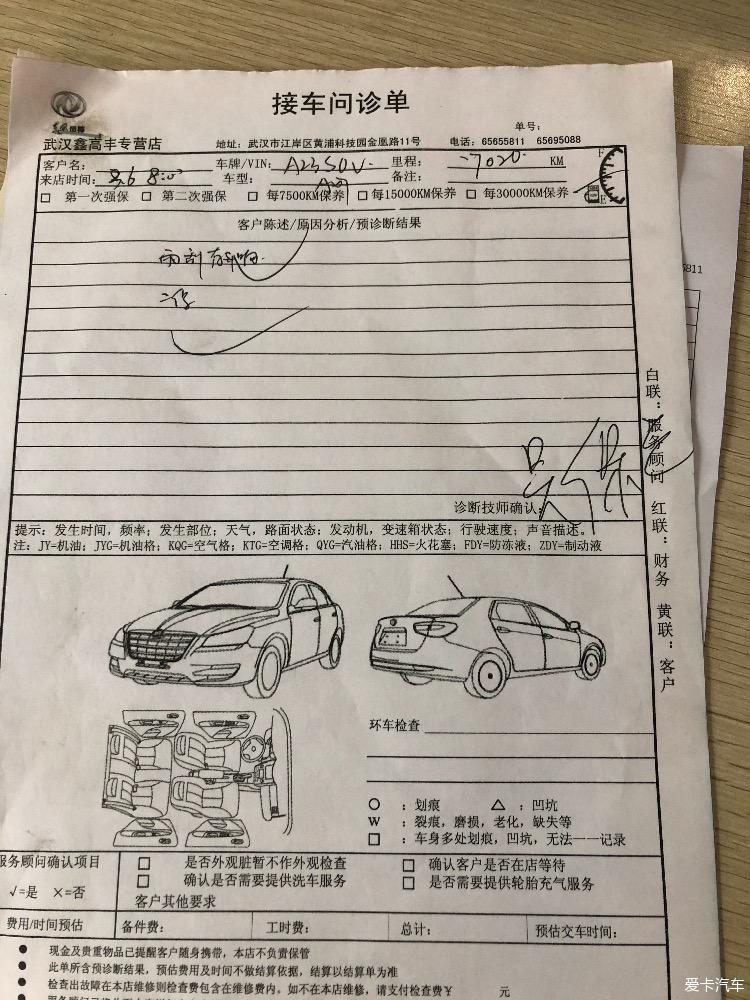 接车问诊单
武汉鑫高丰专营店 地址：武汉市江岸区黄浦科技园金凰路11号 单号： 电话：65655811 65695088
客户名： 车牌/VIN：A23S0V 里程：7020 KM
来店时间：3.6 8:00 车型： 备注：
□ 第一次强保 □ 第二次强保 □ 每7500KM保养 □ 每15000KM保养 □ 每30000KM保养
F
E
客户陈述/原因分析/预诊断结果
雨刮有异响
诊断技师确认：
提示：发生时间，频率；发生部位；天气，路面状态；发动机，变速箱状态；行驶速度；声音描述。
注：JY=机油；JYG=机油格；KQG=空气格；KTG=空调格；QYG=汽油格；HHS=火花塞；FDY=防冻液；ZDY=制动液
白联：服务顾问 红联：财务 黄联：客户
5811
环车检查
○ ：划痕 △ ：凹坑
W ：裂痕，磨损，老化，缺失等
□ ：车身多处划痕，凹坑，无法一一记录
服务顾问确认项目
√=是 ×=否
□ 是否外观脏暂不作外观检查 □ 确认客户是否在店等待
□ 确认是否需要提供洗车服务 □ 是否需要提供轮胎充气服务
客户其他要求
费用/时间预估 备件费： 工时费： 总计： 预估交车时间：
● 现金及贵重物品已提醒客户随身携带，本店不负责保管
● 此单所含预诊断结果，预估费用及时间不做结算依据，结算以结算单为准
● 检查出故障在本店维修则检查费包含在维修费内，如不在本店维修，请支付检查费￥ 元
爱卡汽车